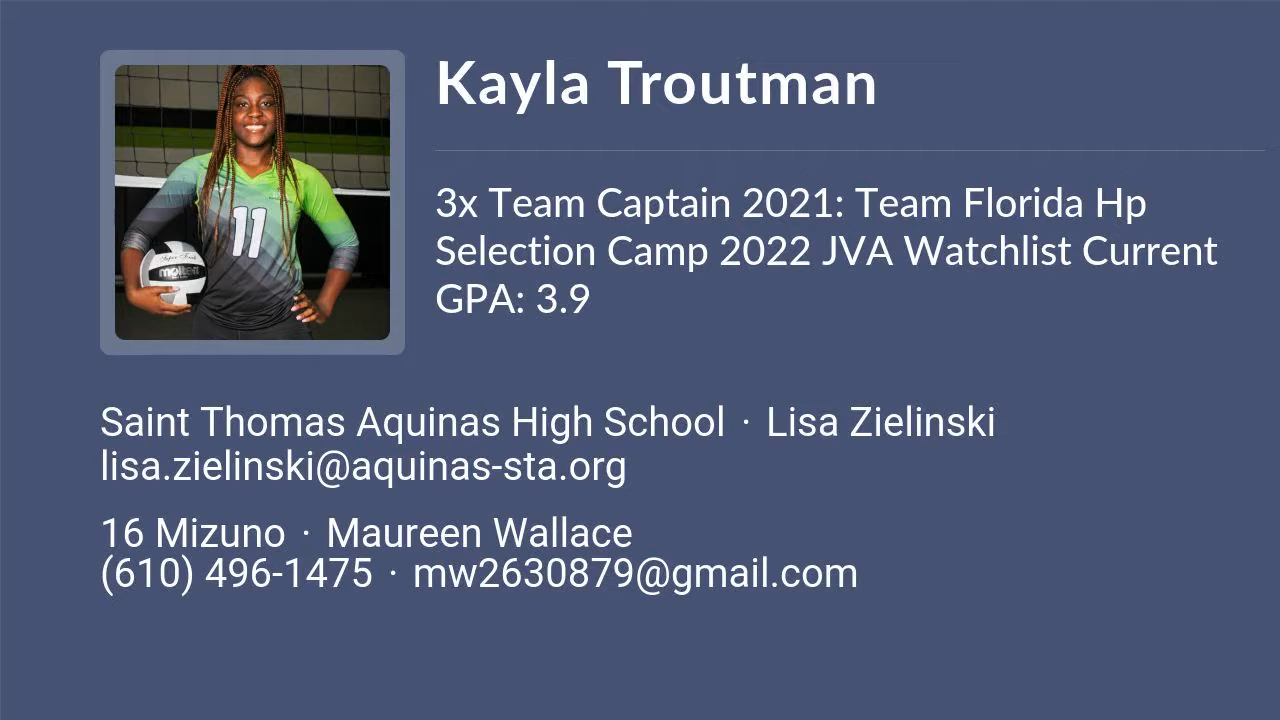 Kayla Troutman
3x Team Captain 2021: Team Florida Hp
Selection Camp 2022 JVA Watchlist Current
GPA: 3.9
11
molten
Saint Thomas Aquinas High School · Lisa Zielinski
lisa.zielinski@aquinas-sta.org
16 Mizuno · Maureen Wallace
(610) 496-1475 · mw2630879@gmail.com